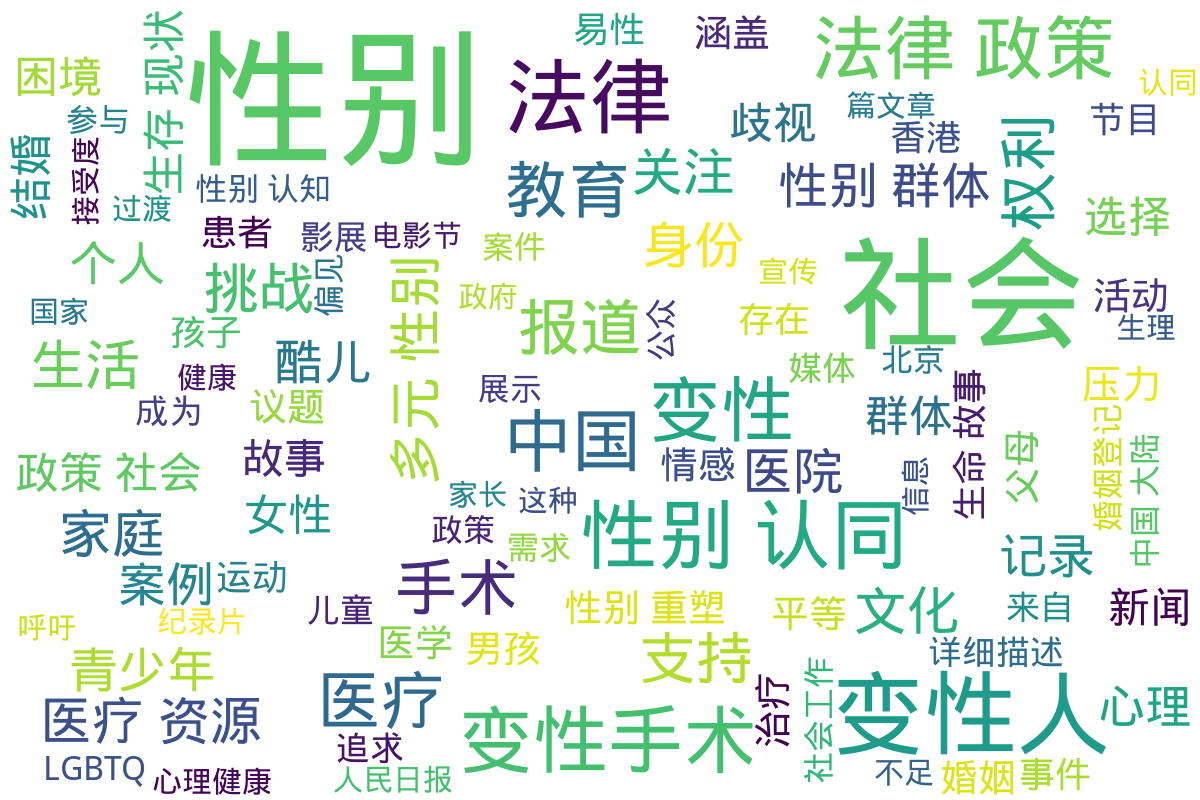 性别
法律
法律 政策
易性
涵盖
认同
困境
生存 现状
参与
歧视
篇文章
节目
香港
结婚
接受度
过渡
性别 认知
教育
关注
性别 群体
权利
选择
患者
影展
电影节
案件
身份
宣传
社会
个人
挑战
偏见
多元 性别
政府
报道
公众
存在
活动
生理
国家
孩子
生活
健康
酷儿
展示
媒体
北京
压力
成为
议题
中国
变性
群体
生命 故事
父母
婚姻登记
中国 大陆
故事
情感
医院
信息
政策 社会
家长
这种
女性
政策
需求
性别 认同
家庭
记录
案例
运动
手术
儿童
性别 重塑
平等
文化
来自
新闻
呼吁
纪录片
医学
男孩
支持
详细描述
青少年
医疗 资源
医疗
变性手术
治疗
社会工作
变性人
心理
追求
LGBTQ
心理健康
人民日报
不足
婚姻
事件